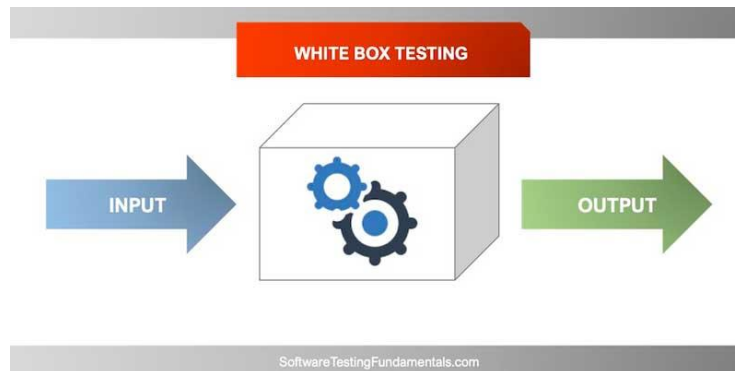 WHITE BOX TESTING
INPUT
OUTPUT
SoftwareTestingFundamentals.com